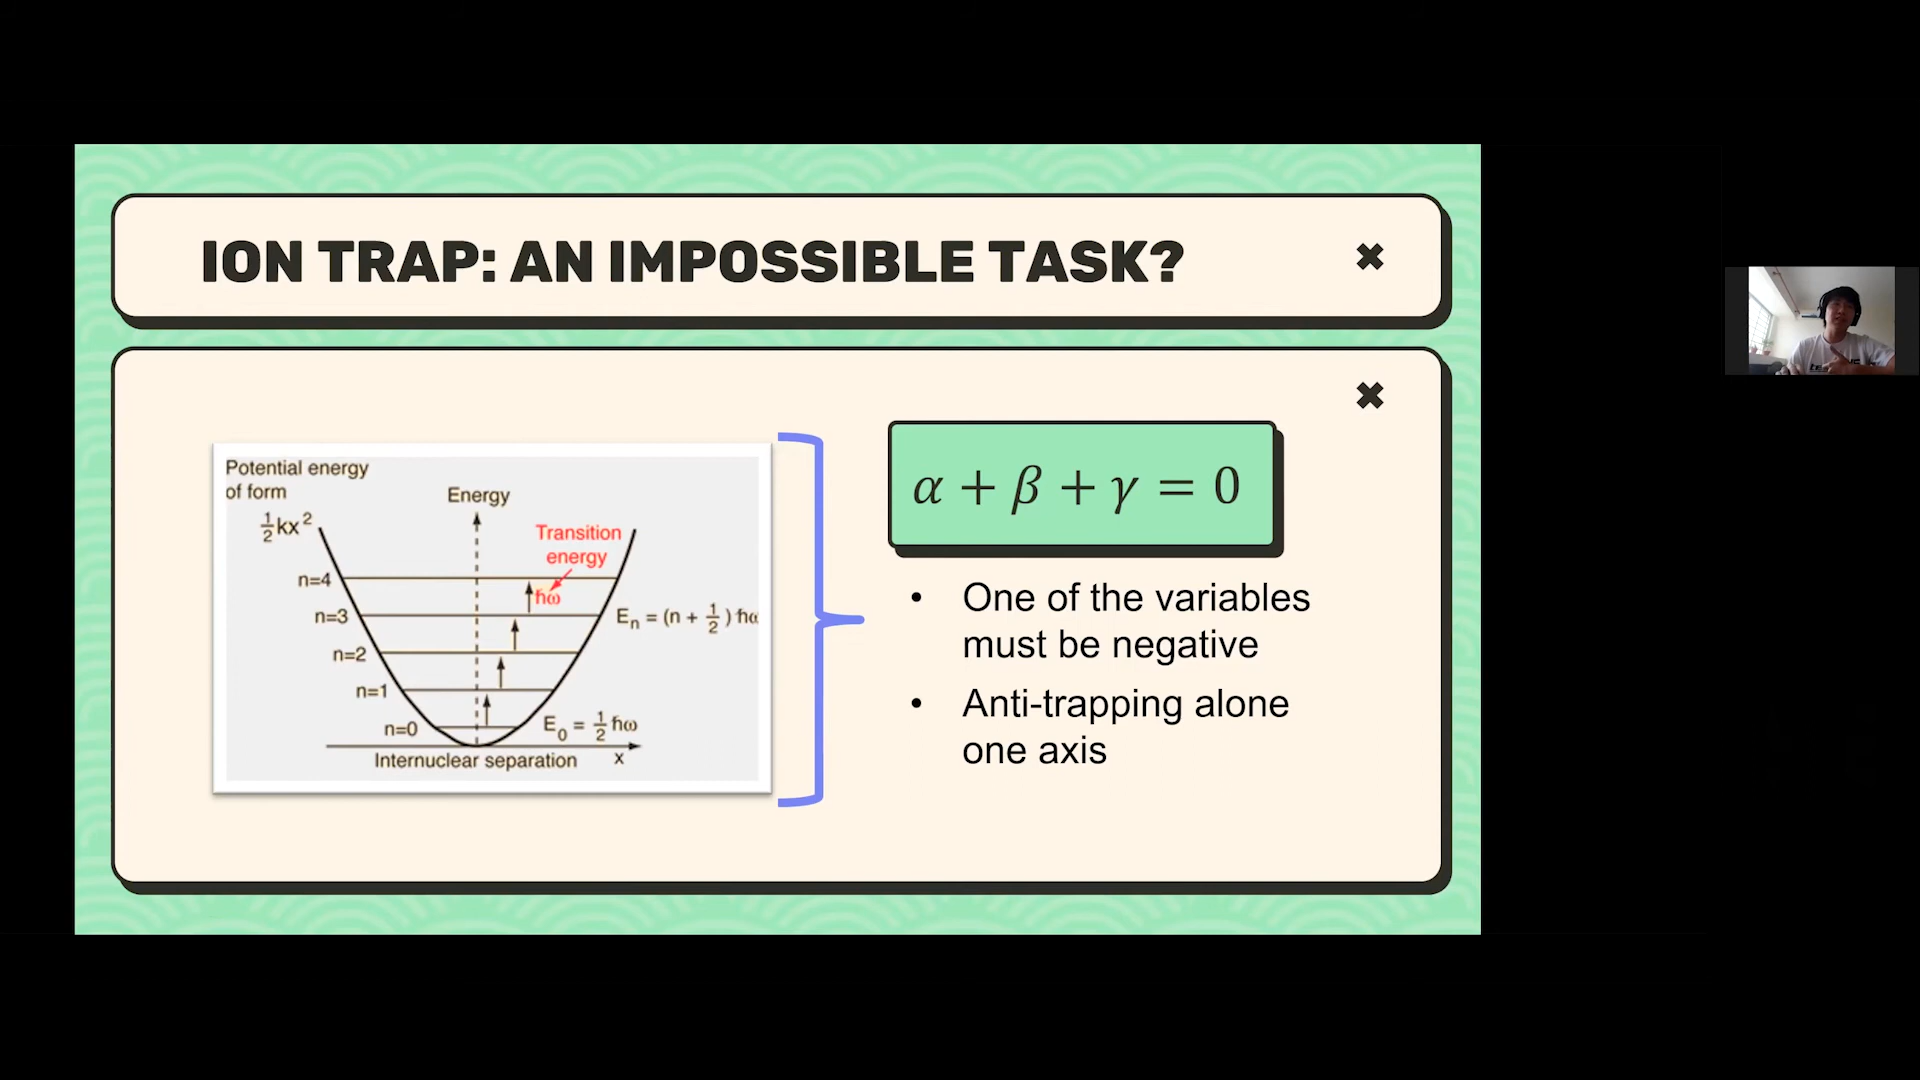 ION TRAP: AN IMPOSSIBLE TASK?
Potential energy
of form
½kx²
Energy
Transition
energy
ħω
n=4
n=3
n=2
n=1
n=0
Eₙ = (n + ½) ħω
E₀ = ½ ħω
Internuclear separation x
α + β + γ = 0
• One of the variables
must be negative
• Anti-trapping alone
one axis